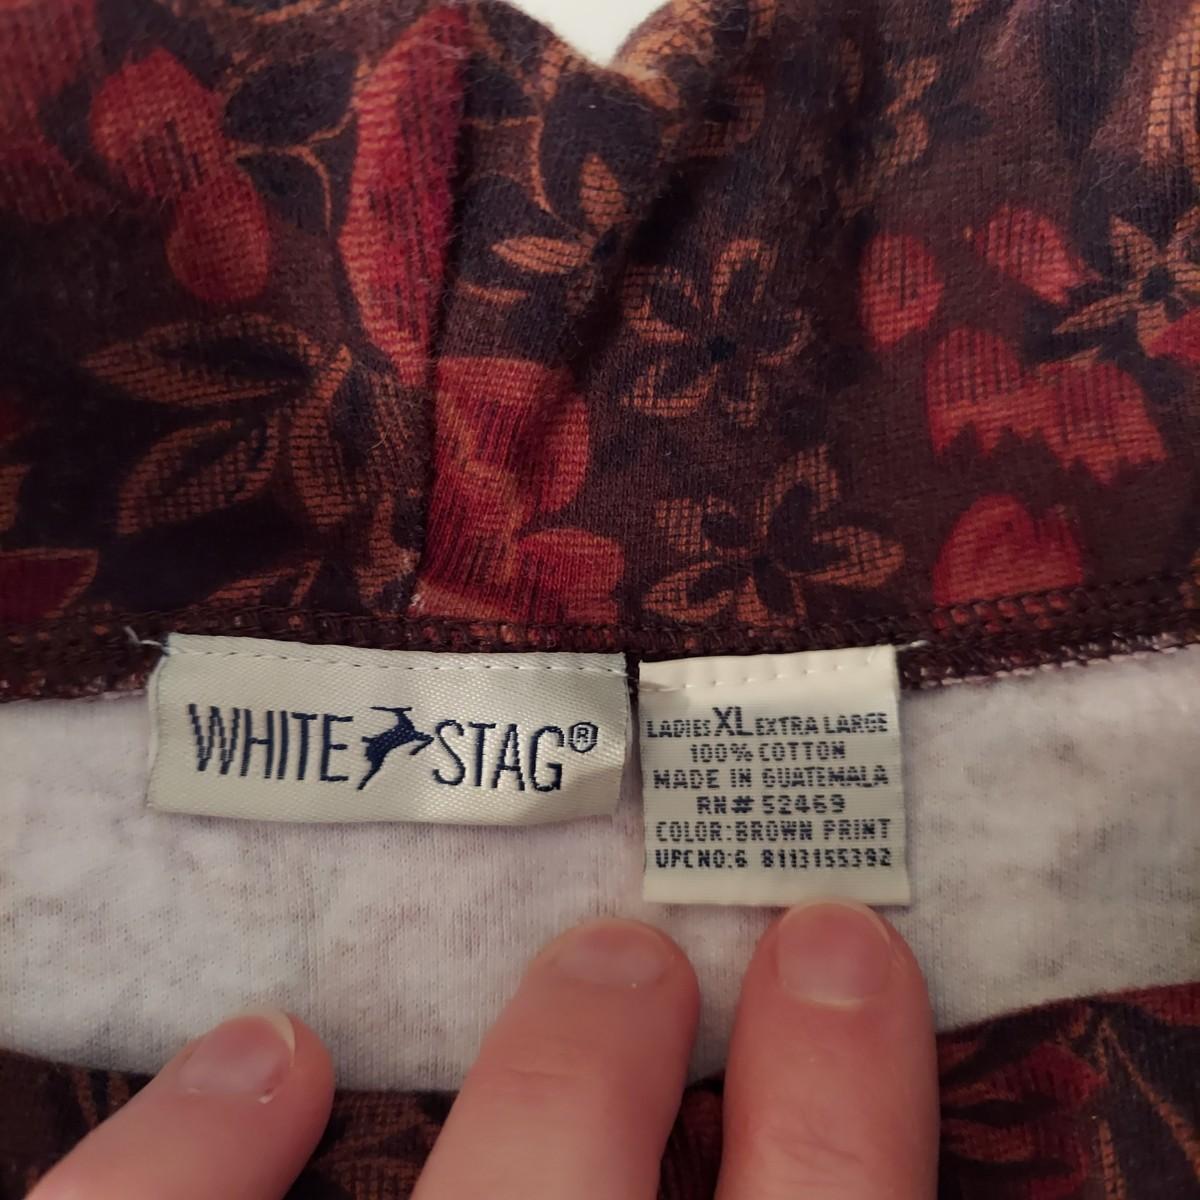 WHITE STAG®
LADIES XL EXTRA LARGE
100% COTTON
MADE IN GUATEMALA
RN# 52469
COLOR:BROWN PRINT
UPC NO:6 8113155392